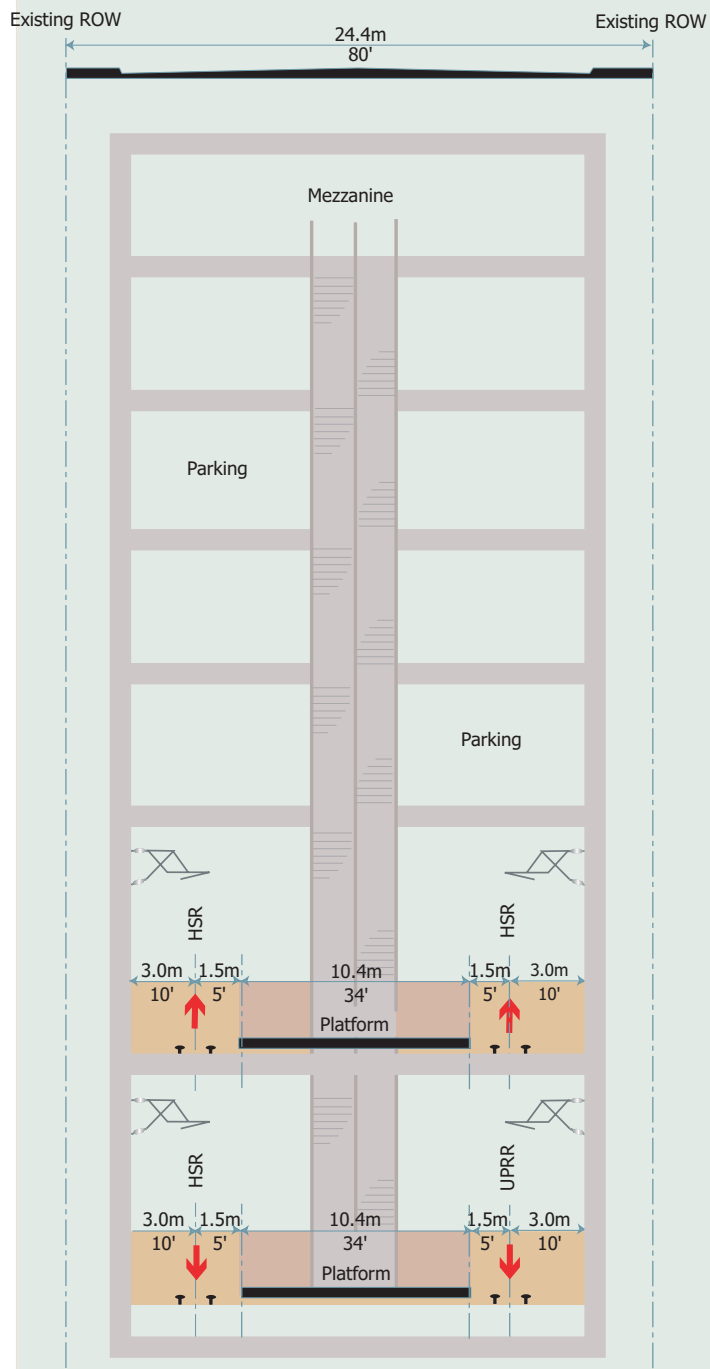 Existing ROW
Existing ROW
24.4m
80'
Mezzanine
Parking
Parking
HSR
HSR
3.0m 1.5m 10.4m 1.5m 3.0m
10' 5' 34' 5' 10'
Platform
HSR
UPRR
3.0m 1.5m 10.4m 1.5m 3.0m
10' 5' 34' 5' 10'
Platform